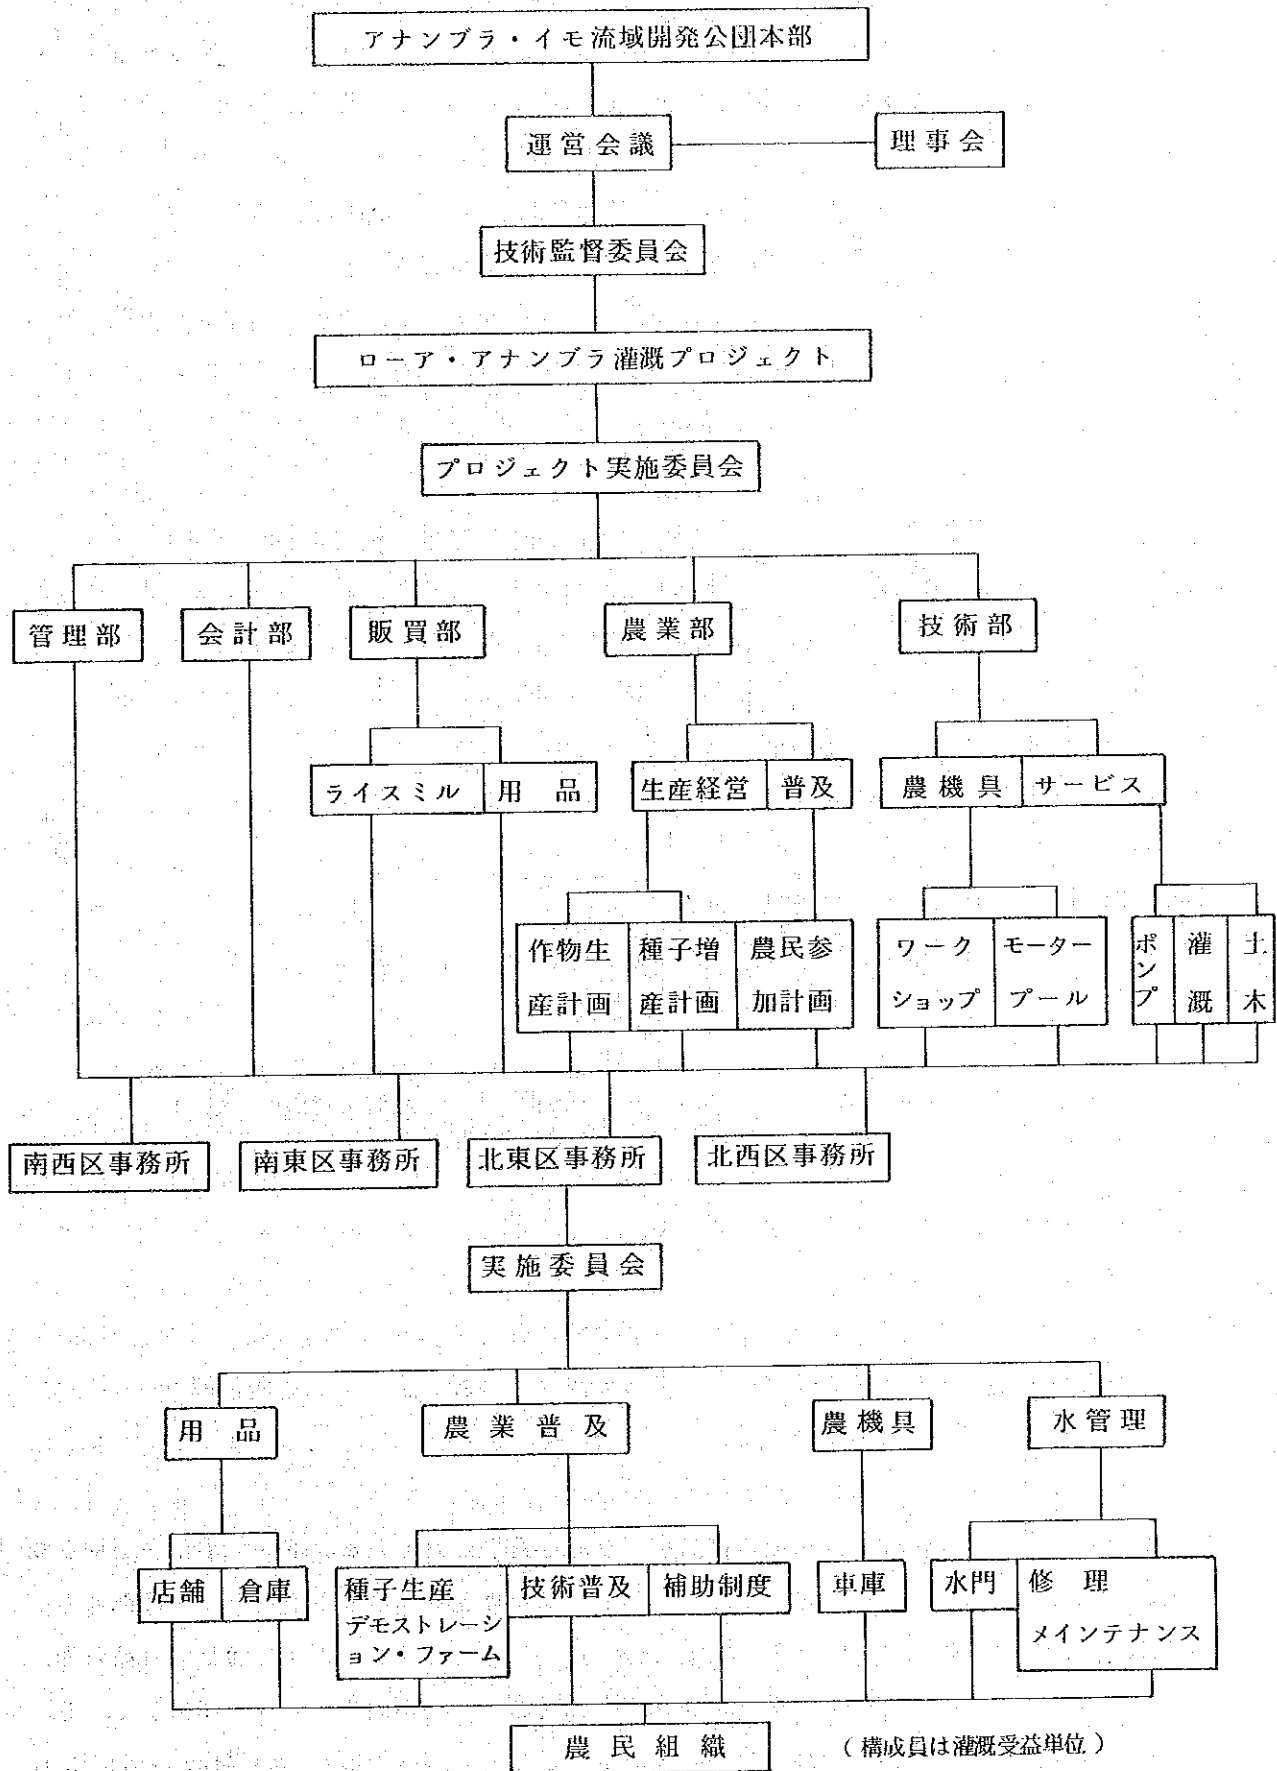 アナンブラ・イモ流域開発公団本部
運営会議
理事会
技術監督委員会
ローア・アナンブラ灌漑プロジェクト
プロジェクト実施委員会
管理部
会計部
販買部
農業部
技術部
ライスミル
用品
生産経営
普及
農機具
サービス
作物生
産計画
種子増
産計画
農民参
加計画
ワーク
ショップ
モーター
プール
ポンプ
灌漑
土木
南西区事務所
南東区事務所
北東区事務所
北西区事務所
実施委員会
用品
農業普及
農機具
水管理
店舗
倉庫
種子生産
デモストレーシ
ョン・ファーム
技術普及
補助制度
車庫
水門
修理
メインテナンス
農民組織
(構成員は灌漑受益単位)